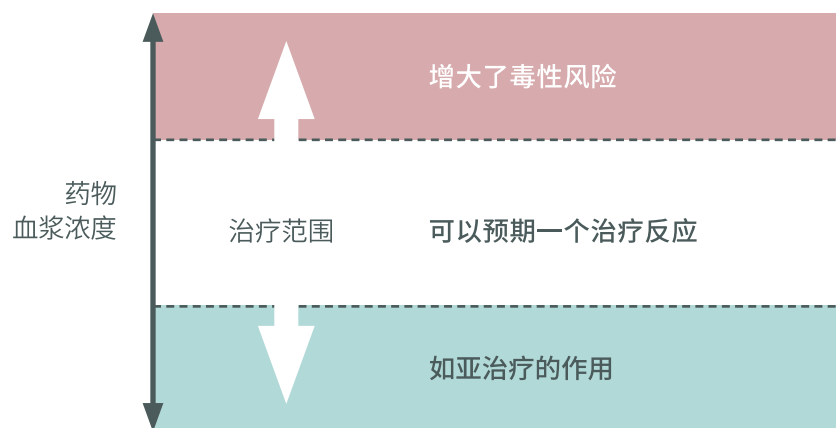 增大了毒性风险
药物
血浆浓度
治疗范围
可以预期一个治疗反应
如亚治疗的作用